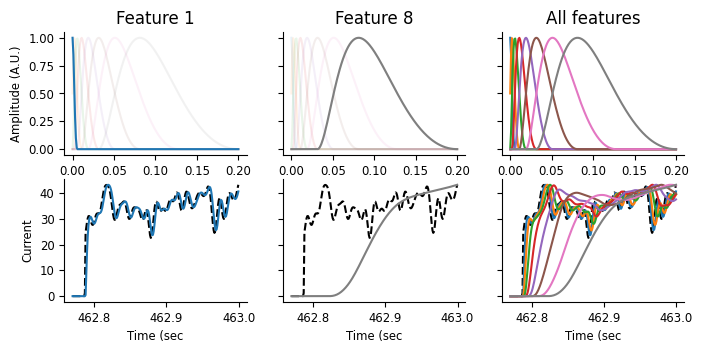 Feature 1
Feature 8
All features
Amplitude (A.U.)
1.00
0.75
0.50
0.25
0.00
0.00 0.05 0.10 0.15 0.20
0.00 0.05 0.10 0.15 0.20
0.00 0.05 0.10 0.15 0.20
Current
40
30
20
10
0
462.8 462.9 463.0
462.8 462.9 463.0
462.8 462.9 463.0
Time (sec
Time (sec
Time (sec